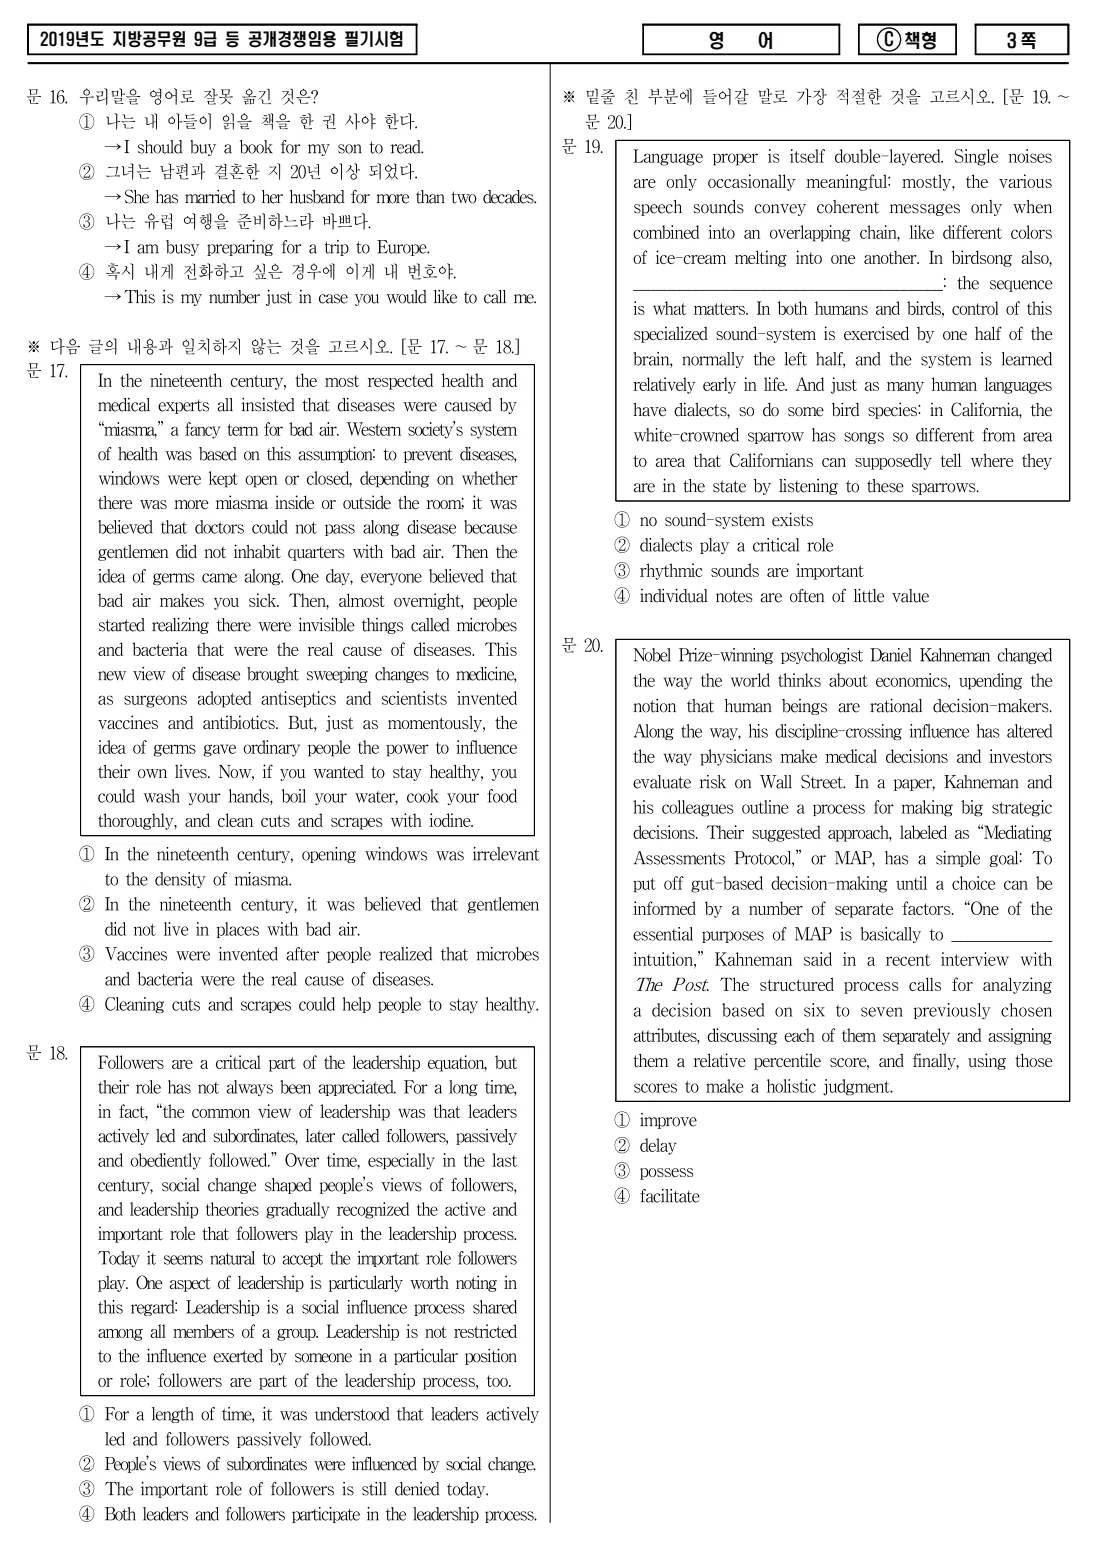 2019년도 지방공무원 9급 등 공개경쟁임용 필기시험
영 어
Ⓒ책형
3쪽
문 16. 우리말을 영어로 잘못 옮긴 것은?
① 나는 내 아들이 읽을 책을 한 권 사야 한다.
→I should buy a book for my son to read.
② 그녀는 남편과 결혼한 지 20년 이상 되었다.
→She has married to her husband for more than two decades.
③ 나는 유럽 여행을 준비하느라 바쁘다.
→I am busy preparing for a trip to Europe.
④ 혹시 내게 전화하고 싶은 경우에 이게 내 번호야.
→This is my number just in case you would like to call me.
※ 다음 글의 내용과 일치하지 않는 것을 고르시오. [문 17. ~ 문 18.]
문 17.
In the nineteenth century, the most respected health and
medical experts all insisted that diseases were caused by
“miasma,” a fancy term for bad air. Western society’s system
of health was based on this assumption: to prevent diseases,
windows were kept open or closed, depending on whether
there was more miasma inside or outside the room; it was
believed that doctors could not pass along disease because
gentlemen did not inhabit quarters with bad air. Then the
idea of germs came along. One day, everyone believed that
bad air makes you sick. Then, almost overnight, people
started realizing there were invisible things called microbes
and bacteria that were the real cause of diseases. This
new view of disease brought sweeping changes to medicine,
as surgeons adopted antiseptics and scientists invented
vaccines and antibiotics. But, just as momentously, the
idea of germs gave ordinary people the power to influence
their own lives. Now, if you wanted to stay healthy, you
could wash your hands, boil your water, cook your food
thoroughly, and clean cuts and scrapes with iodine.
① In the nineteenth century, opening windows was irrelevant
to the density of miasma.
② In the nineteenth century, it was believed that gentlemen
did not live in places with bad air.
③ Vaccines were invented after people realized that microbes
and bacteria were the real cause of diseases.
④ Cleaning cuts and scrapes could help people to stay healthy.
문 18.
Followers are a critical part of the leadership equation, but
their role has not always been appreciated. For a long time,
in fact, “the common view of leadership was that leaders
actively led and subordinates, later called followers, passively
and obediently followed.” Over time, especially in the last
century, social change shaped people’s views of followers,
and leadership theories gradually recognized the active and
important role that followers play in the leadership process.
Today it seems natural to accept the important role followers
play. One aspect of leadership is particularly worth noting in
this regard: Leadership is a social influence process shared
among all members of a group. Leadership is not restricted
to the influence exerted by someone in a particular position
or role; followers are part of the leadership process, too.
① For a length of time, it was understood that leaders actively
led and followers passively followed.
② People’s views of subordinates were influenced by social change.
③ The important role of followers is still denied today.
④ Both leaders and followers participate in the leadership process.
※ 밑줄 친 부분에 들어갈 말로 가장 적절한 것을 고르시오. [문 19. ~
문 20.]
문 19.
Language proper is itself double-layered. Single noises
are only occasionally meaningful: mostly, the various
speech sounds convey coherent messages only when
combined into an overlapping chain, like different colors
of ice-cream melting into one another. In birdsong also,
___________________________________: the sequence
is what matters. In both humans and birds, control of this
specialized sound-system is exercised by one half of the
brain, normally the left half, and the system is learned
relatively early in life. And just as many human languages
have dialects, so do some bird species: in California, the
white-crowned sparrow has songs so different from area
to area that Californians can supposedly tell where they
are in the state by listening to these sparrows.
① no sound-system exists
② dialects play a critical role
③ rhythmic sounds are important
④ individual notes are often of little value
문 20.
Nobel Prize-winning psychologist Daniel Kahneman changed
the way the world thinks about economics, upending the
notion that human beings are rational decision-makers.
Along the way, his discipline-crossing influence has altered
the way physicians make medical decisions and investors
evaluate risk on Wall Street. In a paper, Kahneman and
his colleagues outline a process for making big strategic
decisions. Their suggested approach, labeled as “Mediating
Assessments Protocol,” or MAP, has a simple goal: To
put off gut-based decision-making until a choice can be
informed by a number of separate factors. “One of the
essential purposes of MAP is basically to ___________
intuition,” Kahneman said in a recent interview with
The Post. The structured process calls for analyzing
a decision based on six to seven previously chosen
attributes, discussing each of them separately and assigning
them a relative percentile score, and finally, using those
scores to make a holistic judgment.
① improve
② delay
③ possess
④ facilitate